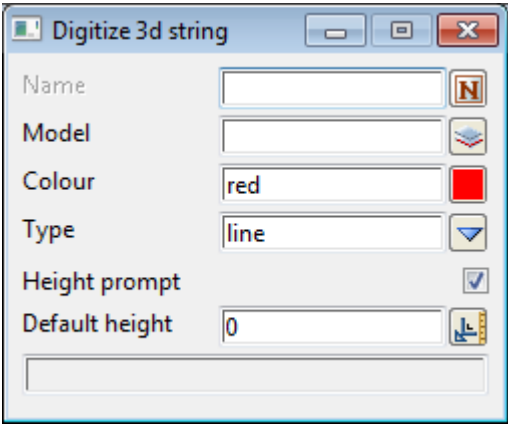 Digitize 3d string
Name
N
Model
Colour red
Type line
Height prompt
Default height 0